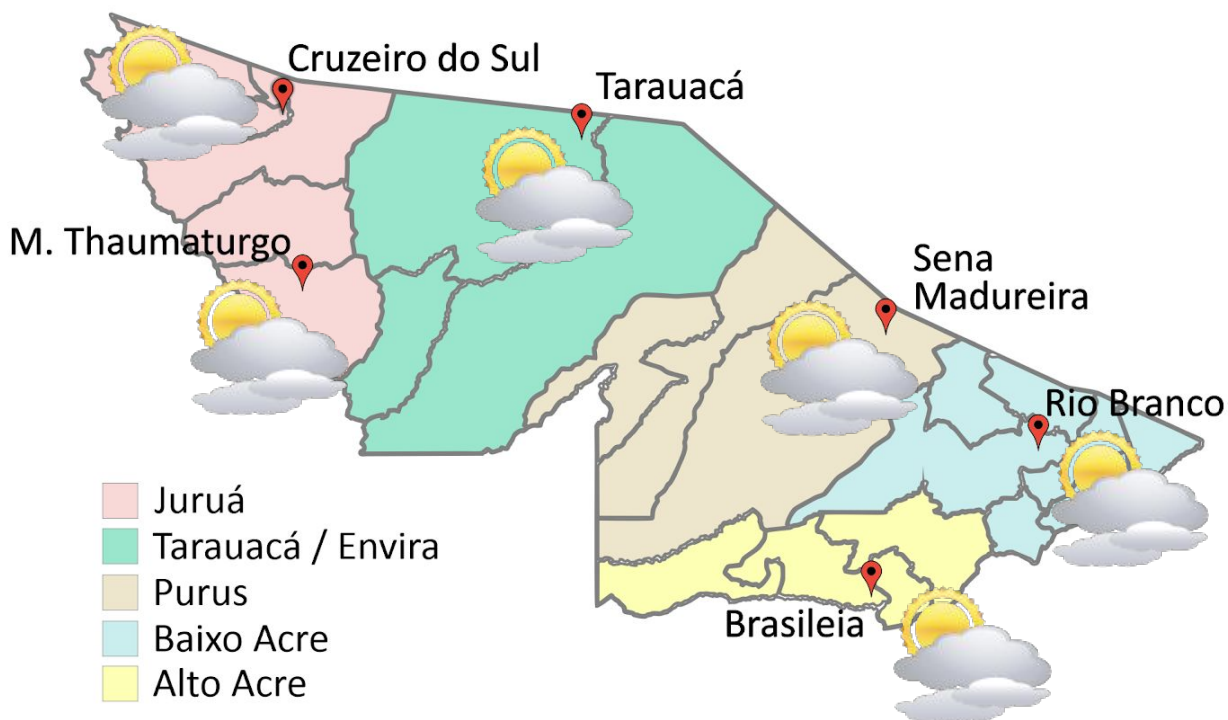 Cruzeiro do Sul
Tarauacá
M. Thaumaturgo
Sena
Madureira
Rio Branco
Brasileia
Juruá
Tarauacá / Envira
Purus
Baixo Acre
Alto Acre